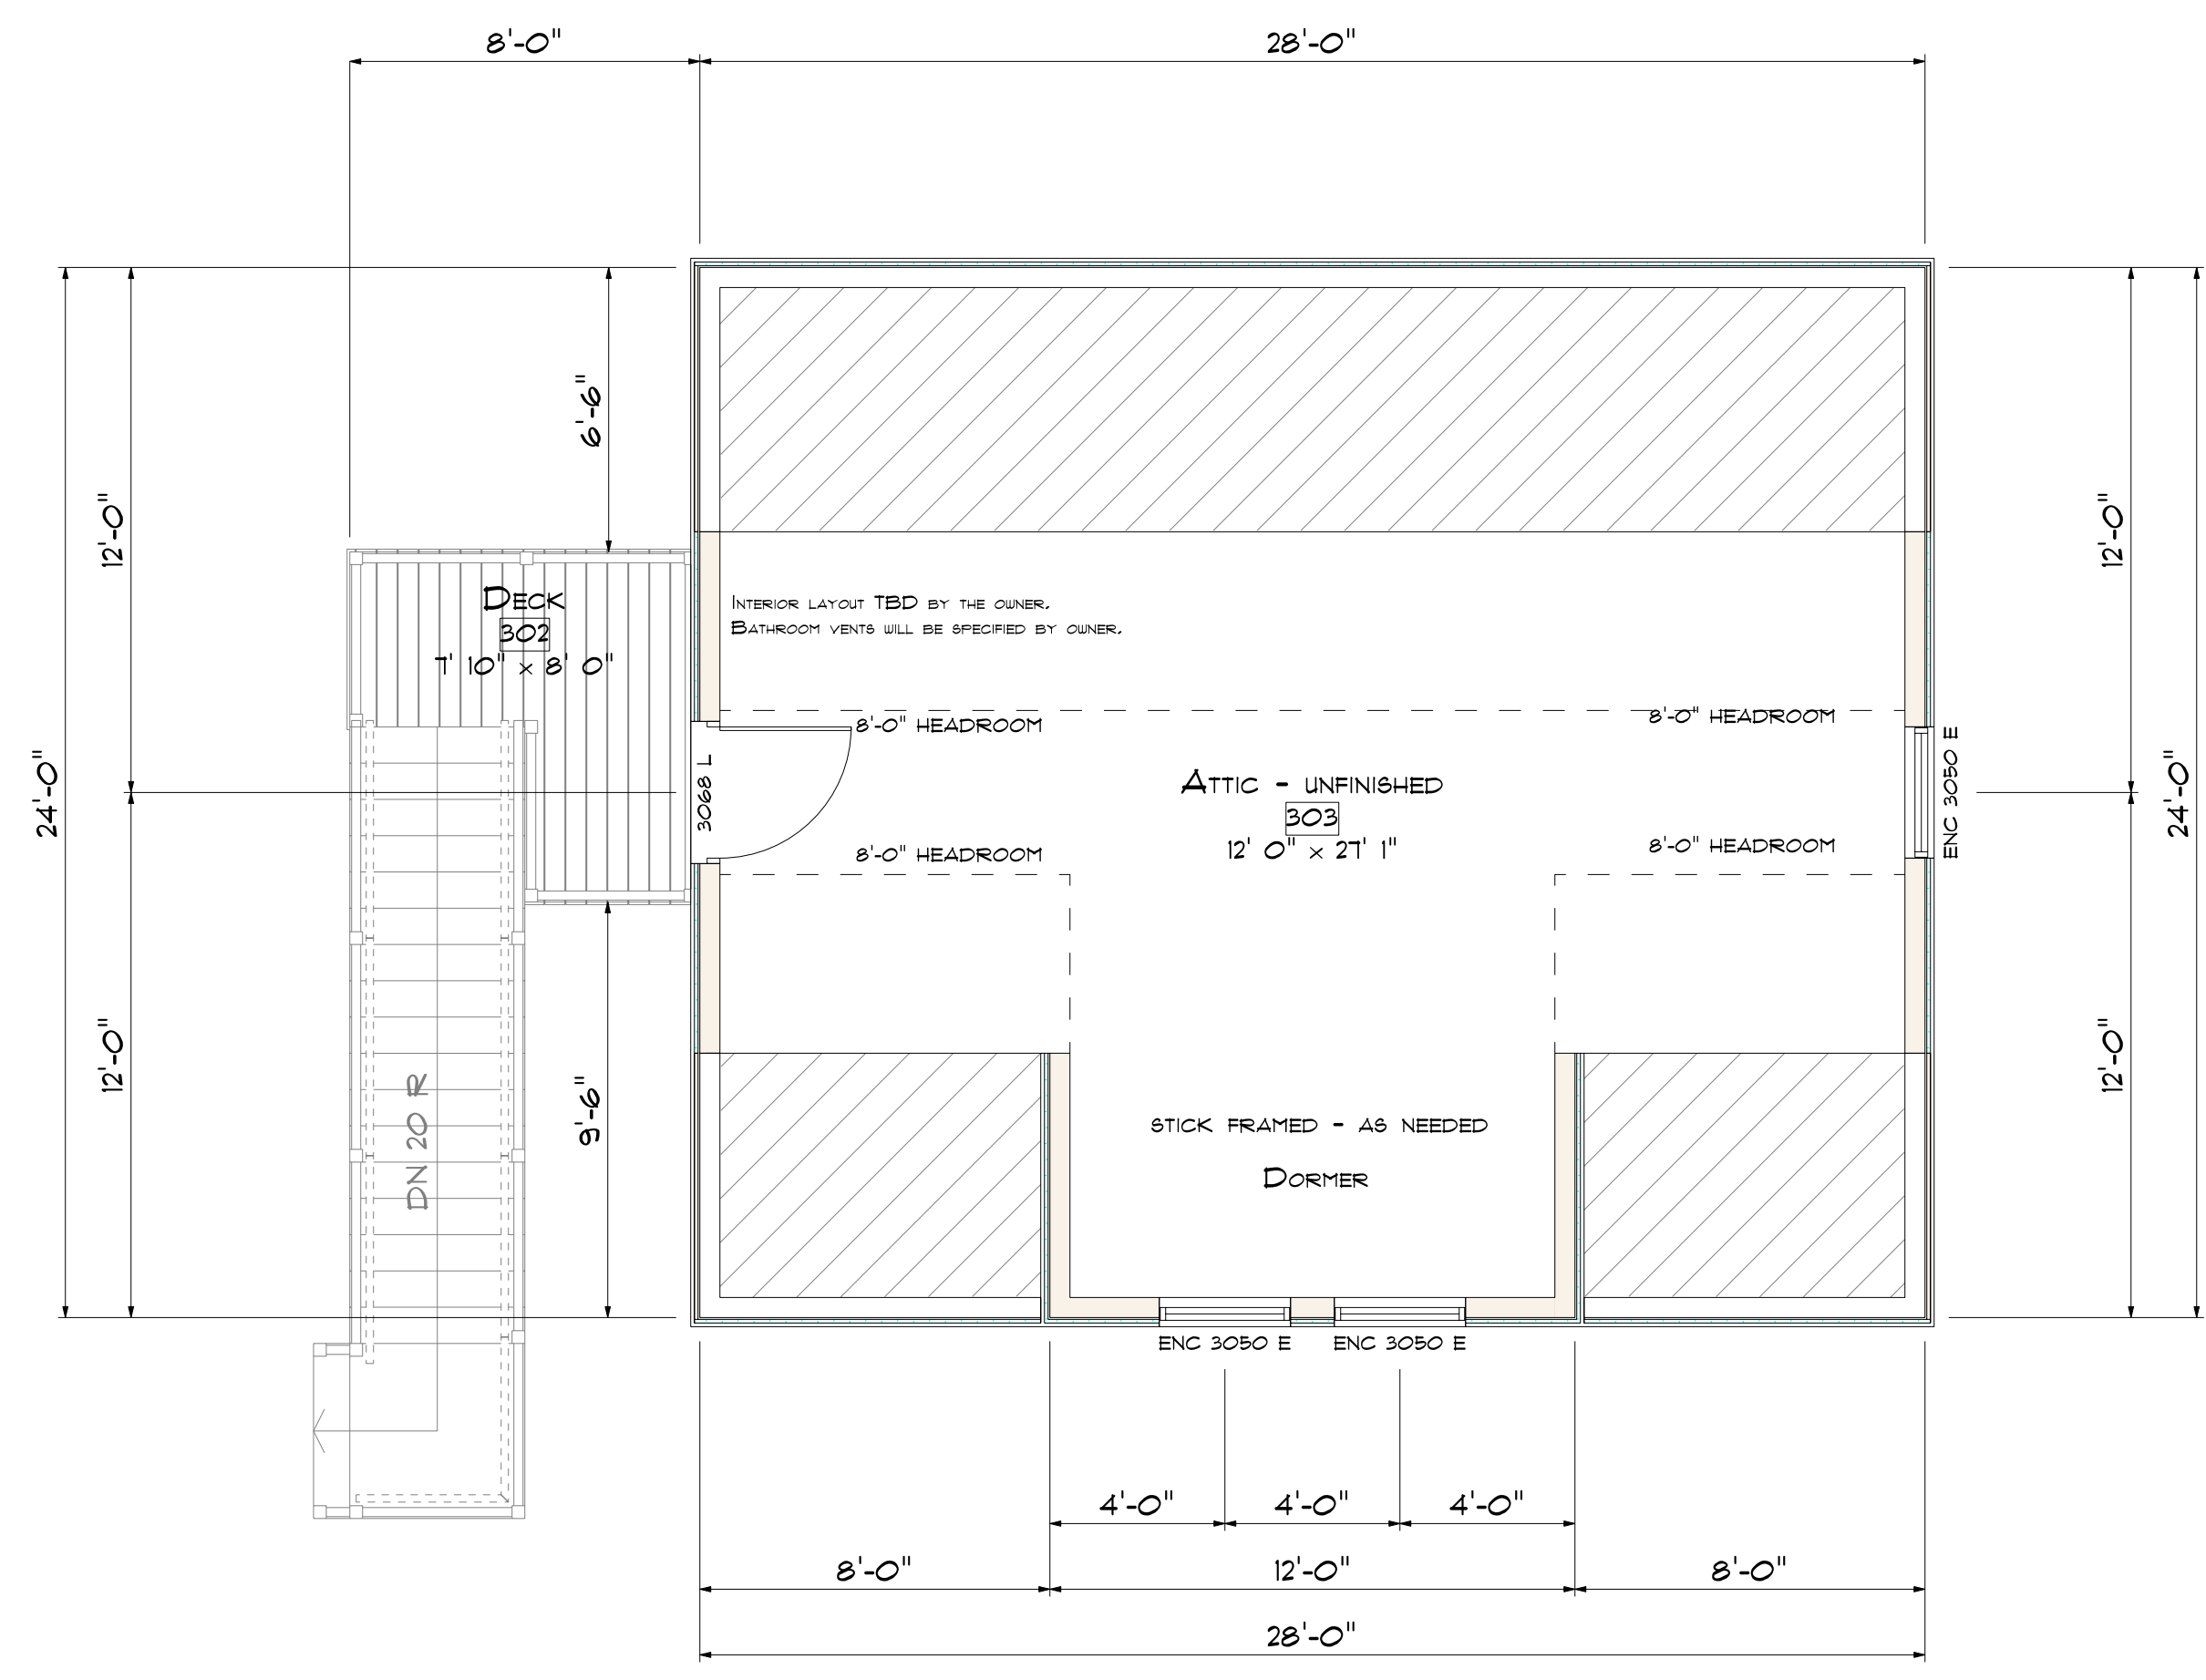 8'-0"
28'-0"
6'-6"
12'-0"
12'-0"
24'-0"
24'-0"
12'-0"
12'-0"
9'-6"
Deck
302
7' 10" x 8' 0"
Interior layout TBD by the owner.
Bathroom vents will be specified by owner.
8'-0" HEADROOM
8'-0" HEADROOM
3068 L
ENC 3050 E
Attic - unfinished
303
12' 0" x 27' 1"
8'-0" HEADROOM
8'-0" HEADROOM
DN 20 R
STICK FRAMED - AS NEEDED
Dormer
ENC 3050 E
ENC 3050 E
4'-0"
4'-0"
4'-0"
8'-0"
12'-0"
8'-0"
28'-0"